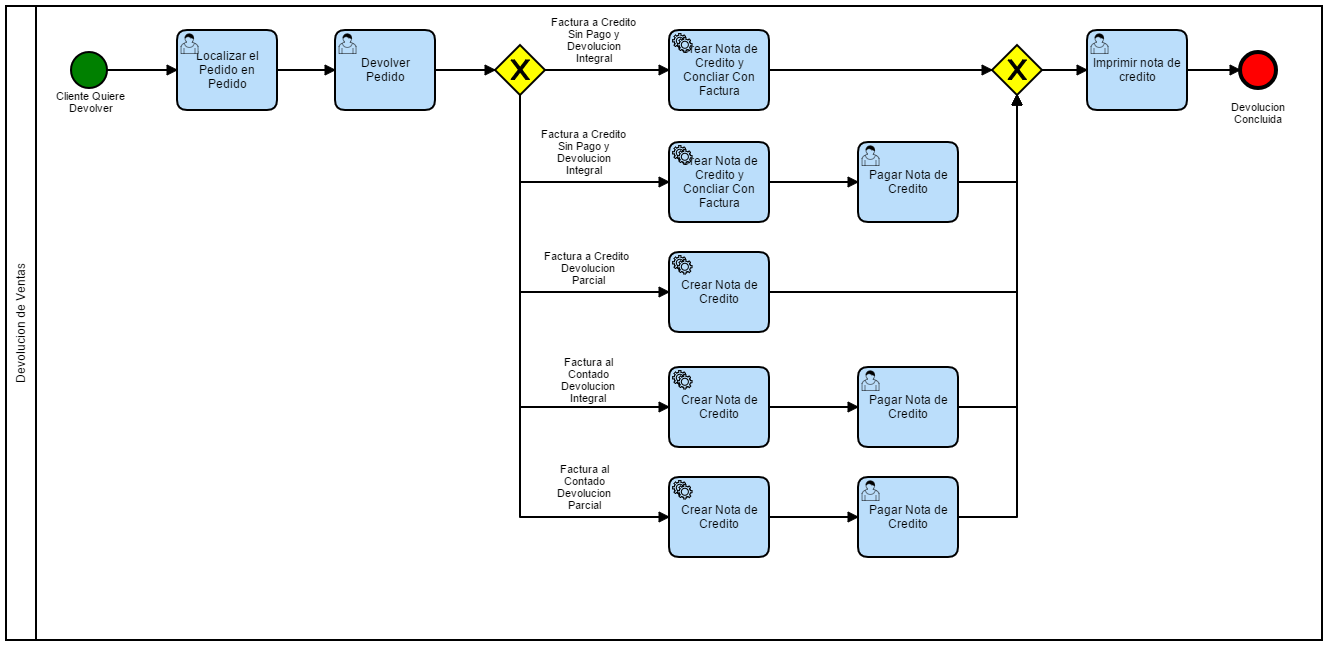 Devolucion de Ventas
Cliente Quiere
Devolver
Localizar el
Pedido en
Pedido
Devolver
Pedido
X
Factura a Credito
Sin Pago y
Devolucion
Integral
Crear Nota de
Credito y
Concliar Con
Factura
X
Imprimir nota de
credito
Devolucion
Concluida
Factura a Credito
Sin Pago y
Devolucion
Integral
Crear Nota de
Credito y
Concliar Con
Factura
Pagar Nota de
Credito
Factura a Credito
Devolucion
Parcial
Crear Nota de
Credito
Factura al
Contado
Devolucion
Integral
Crear Nota de
Credito
Pagar Nota de
Credito
Factura al
Contado
Devolucion
Parcial
Crear Nota de
Credito
Pagar Nota de
Credito